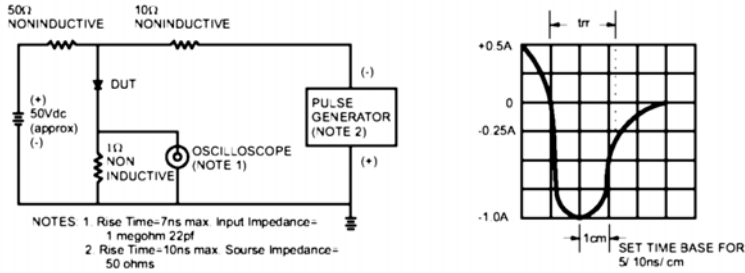 50Ω
NONINDUCTIVE
10Ω
NONINDUCTIVE
DUT
(+)
50Vdc
(approx)
(-)
1Ω
NON
INDUCTIVE
OSCILLOSCOPE
(NOTE 1)
(-)
PULSE
GENERATOR
(NOTE 2)
(+)
NOTES: 1. Rise Time=7ns max. Input Impedance=
1 megohm 22pf
2. Rise Time=10ns max. Sourse Impedance=
50 ohms
trr
+0.5A
0
-0.25A
-1.0A
1cm
SET TIME BASE FOR
5/ 10ns/ cm